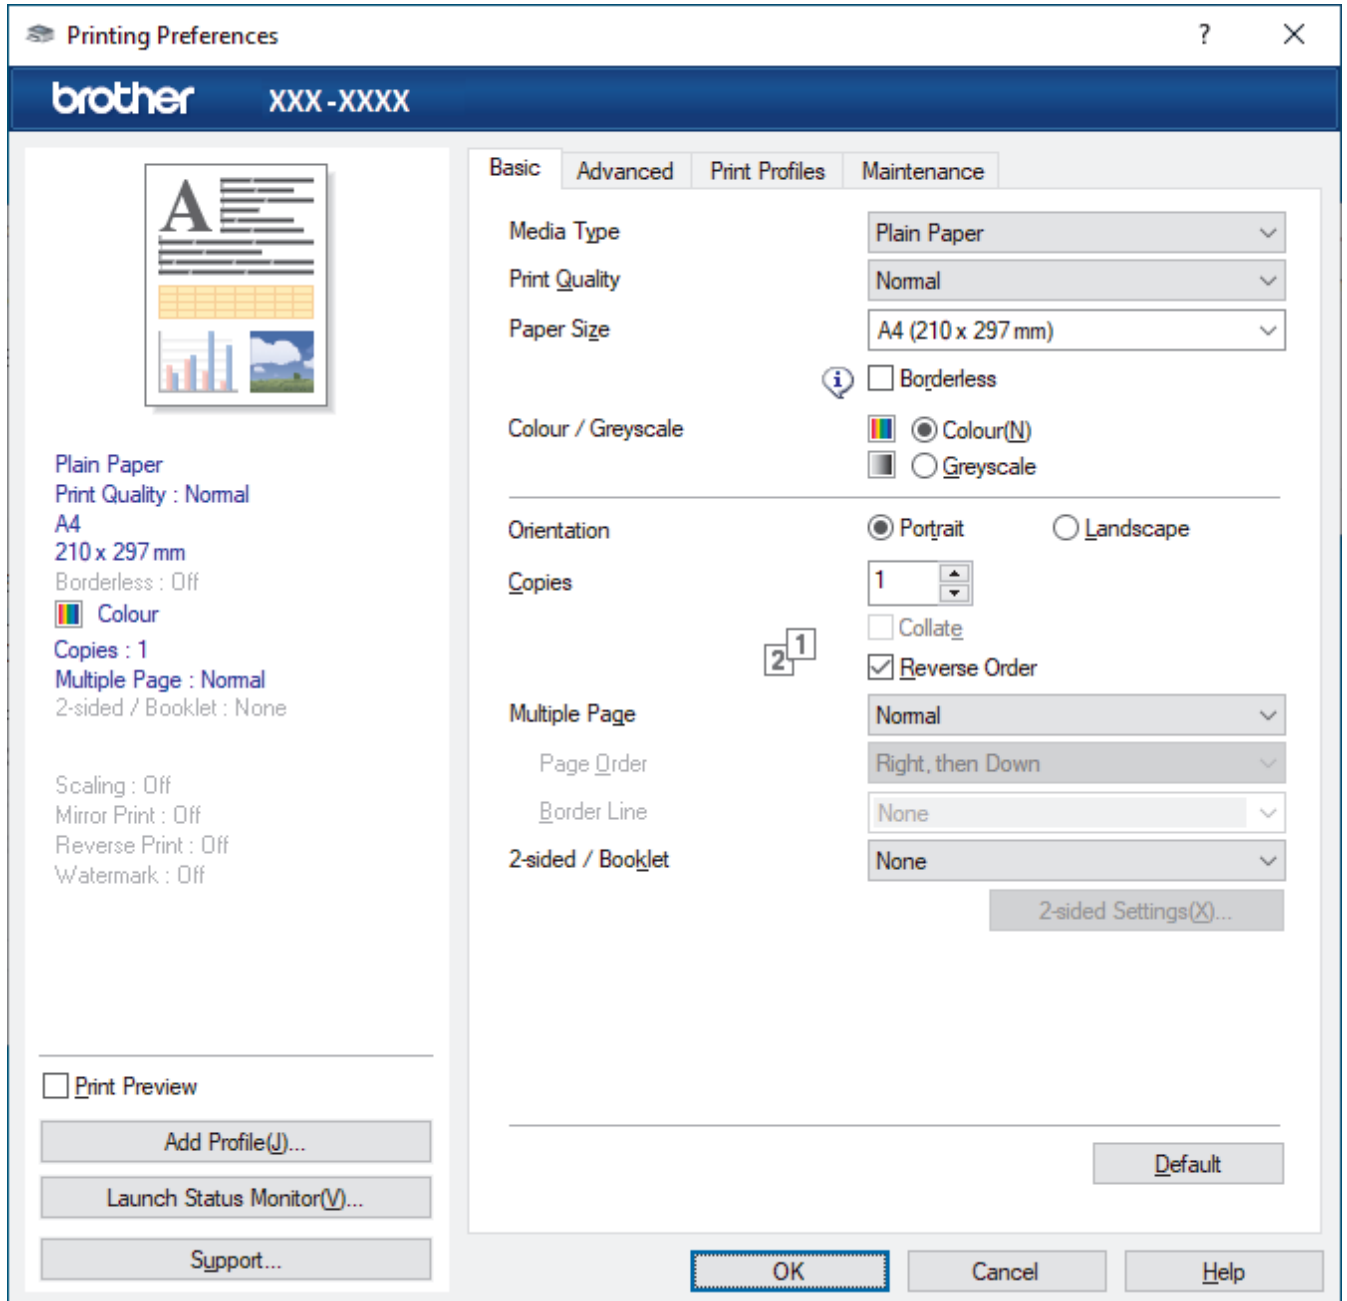 Printing Preferences
?
brother XXX-XXXX
A
Plain Paper
Print Quality : Normal
A4
210 x 297 mm
Borderless : Off
Colour
Copies : 1
Multiple Page : Normal
2-sided / Booklet : None
Scaling : Off
Mirror Print : Off
Reverse Print : Off
Watermark : Off
Print Preview
Add Profile(J)...
Launch Status Monitor(V)...
Support...
Basic Advanced Print Profiles Maintenance
Media Type Plain Paper
Print Quality Normal
Paper Size A4 (210 x 297 mm)
i Borderless
Colour / Greyscale Colour(N)
Greyscale
Orientation Portrait Landscape
Copies 1
Collate
2 1
Reverse Order
Multiple Page Normal
Page Order Right, then Down
Border Line None
2-sided / Booklet None
2-sided Settings(X)...
Default
OK Cancel Help